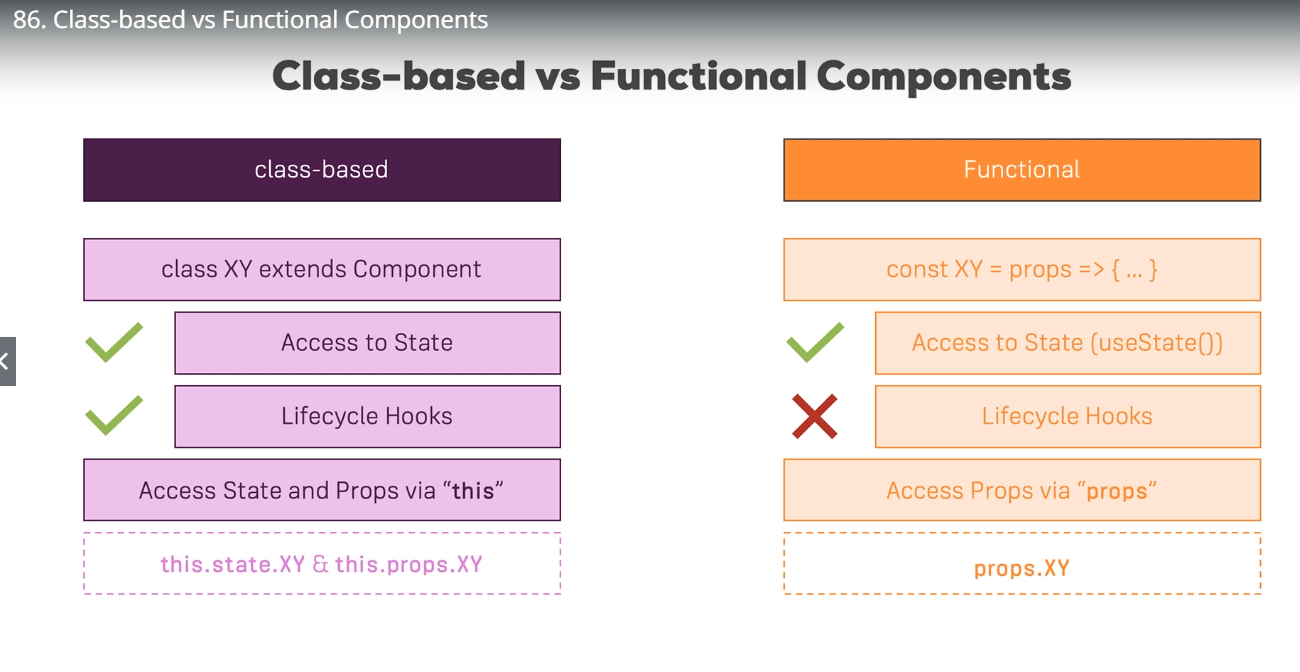 86. Class-based vs Functional Components
Class-based vs Functional Components
class-based
Functional
class XY extends Component
const XY = props => { ... }
Access to State
Access to State (useState())
Lifecycle Hooks
Lifecycle Hooks
Access State and Props via “this”
Access Props via “props”
this.state.XY & this.props.XY
props.XY